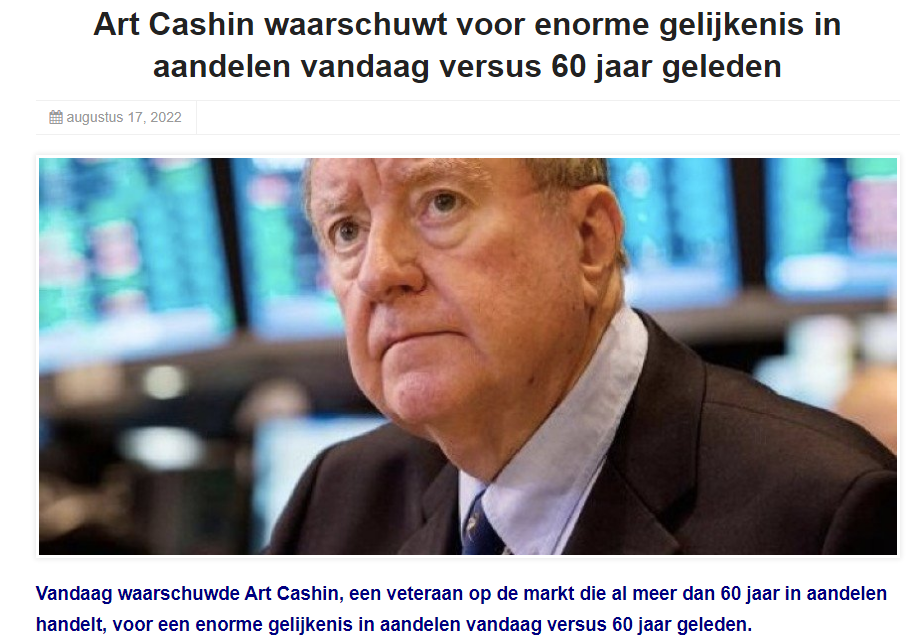 Art Cashin waarschuwt voor enorme gelijkenis in
aandelen vandaag versus 60 jaar geleden
augustus 17, 2022
Vandaag waarschuwde Art Cashin, een veteraan op de markt die al meer dan 60 jaar in aandelen
handelt, voor een enorme gelijkenis in aandelen vandaag versus 60 jaar geleden.